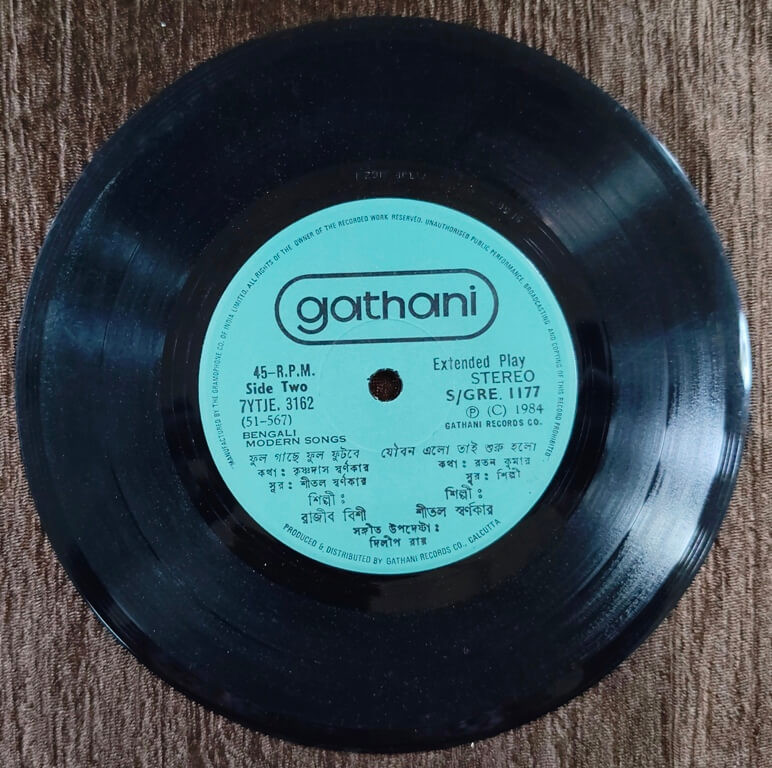 "MANUFACTURED BY THE GRAMOPHONE CO. OF INDIA LIMITED. ALL RIGHTS OF THE OWNER OF THE RECORDED WORK RESERVED. UNAUTHORISED PUBLIC PERFORMANCE, BROADCASTING AND COPYING OF THIS RECORD PROHIBITED"
gathani
45-R.P.M.
Side Two
7YTJE. 3162
(51-567)
BENGALI
MODERN SONGS
Extended Play
STEREO
S/GRE. 1177
Ⓟ (C) 1984
GATHANI RECORDS CO.
ফুল গাছে ফুল ফুটবে
কথা : কৃষ্ণদাস স্বর্ণকার
সুর : শীতল স্বর্ণকার
শিল্পী :
রাজীব বিশী
যৌবন এলো তাই শুরু হলো
কথা : রতন কুমার
সুর : শিল্পী
শিল্পী :
শীতল স্বর্ণকার
সঙ্গীত উপদেষ্টা :
দিলীপ রায়
PRODUCED & DISTRIBUTED BY GATHANI RECORDS CO., CALCUTTA